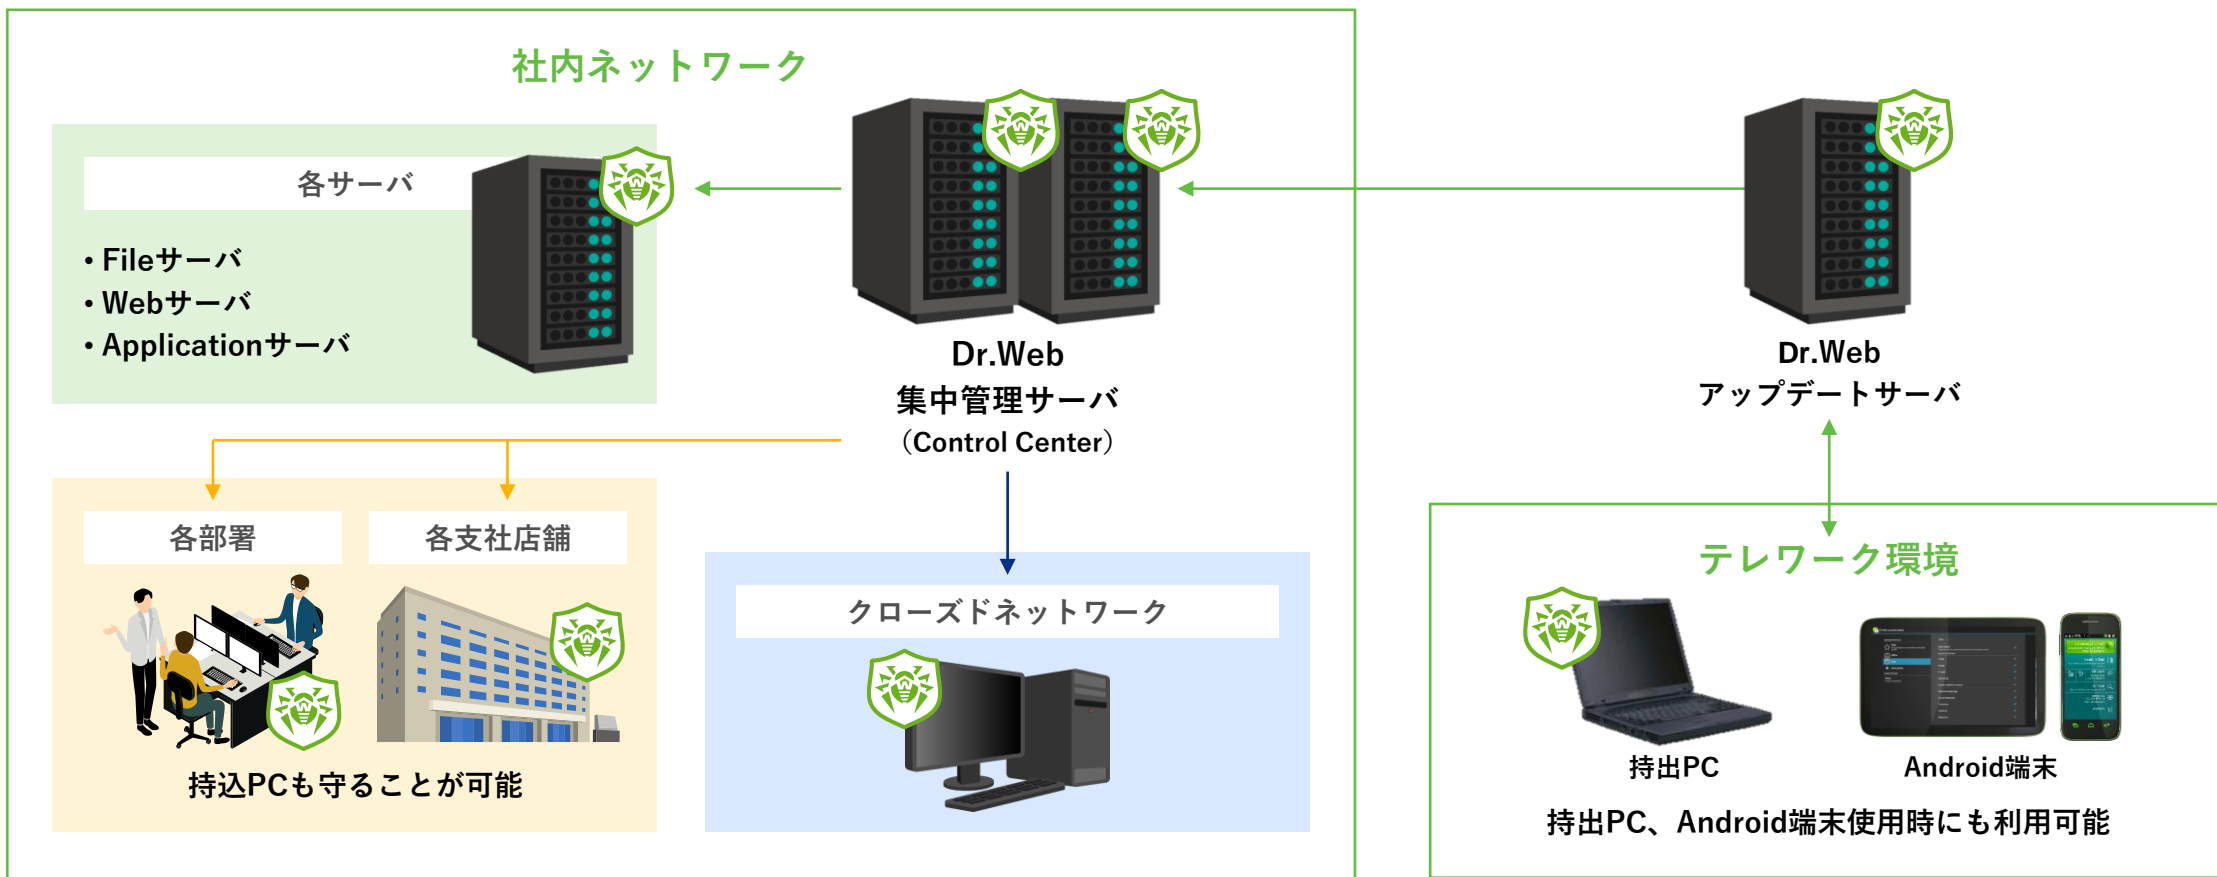 社内ネットワーク
各サーバ
・Fileサーバ
・Webサーバ
・Applicationサーバ
Dr.Web
集中管理サーバ
（Control Center）
Dr.Web
アップデートサーバ
各部署
各支社店舗
持込PCも守ることが可能
クローズドネットワーク
テレワーク環境
持出PC
Android端末
持出PC、Android端末使用時にも利用可能